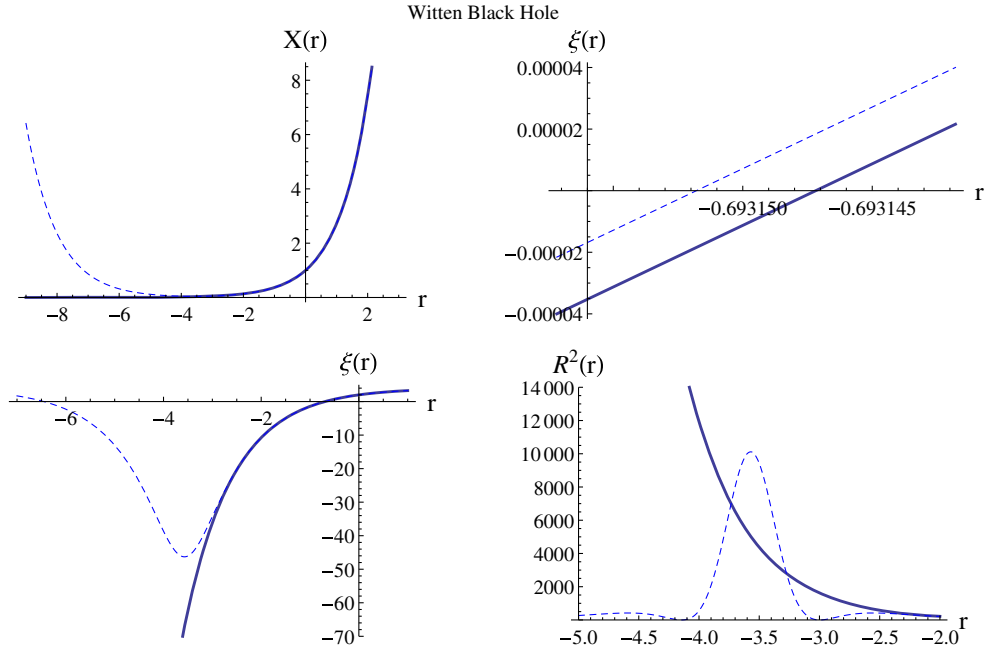 Witten Black Hole
X(r)
8
6
4
2
−8 −6 −4 −2 2 r
ξ(r)
0.00004
0.00002
−0.693150 −0.693145 r
−0.00002
−0.00004
ξ(r)
−6 −4 −2 r
−10
−20
−30
−40
−50
−60
−70
R²(r)
14 000
12 000
10 000
8000
6000
4000
2000
r
−5.0 −4.5 −4.0 −3.5 −3.0 −2.5 −2.0